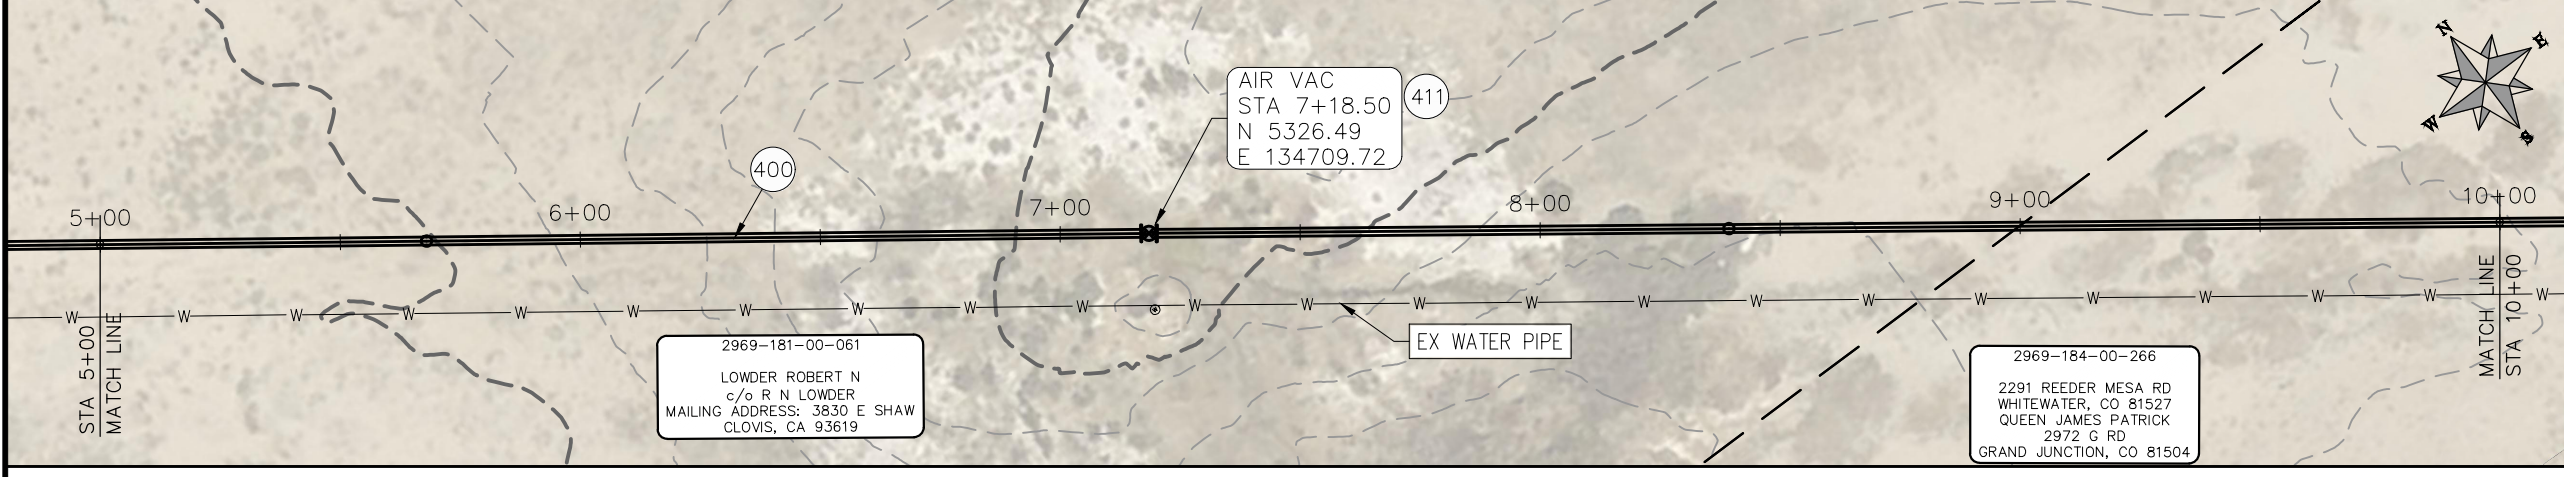 AIR VAC
STA 7+18.50
N 5326.49
E 134709.72
411
400
N
E
W
S
5+00
6+00
7+00
8+00
9+00
10+00
W W W W W W W W W W W W W W W W W W W W W W W
STA 5+00
MATCH LINE
MATCH LINE
STA 10+00
EX WATER PIPE
2969-181-00-061
LOWDER ROBERT N
c/o R N LOWDER
MAILING ADDRESS: 3830 E SHAW
CLOVIS, CA 93619
2969-184-00-266
2291 REEDER MESA RD
WHITEWATER, CO 81527
QUEEN JAMES PATRICK
2972 G RD
GRAND JUNCTION, CO 81504